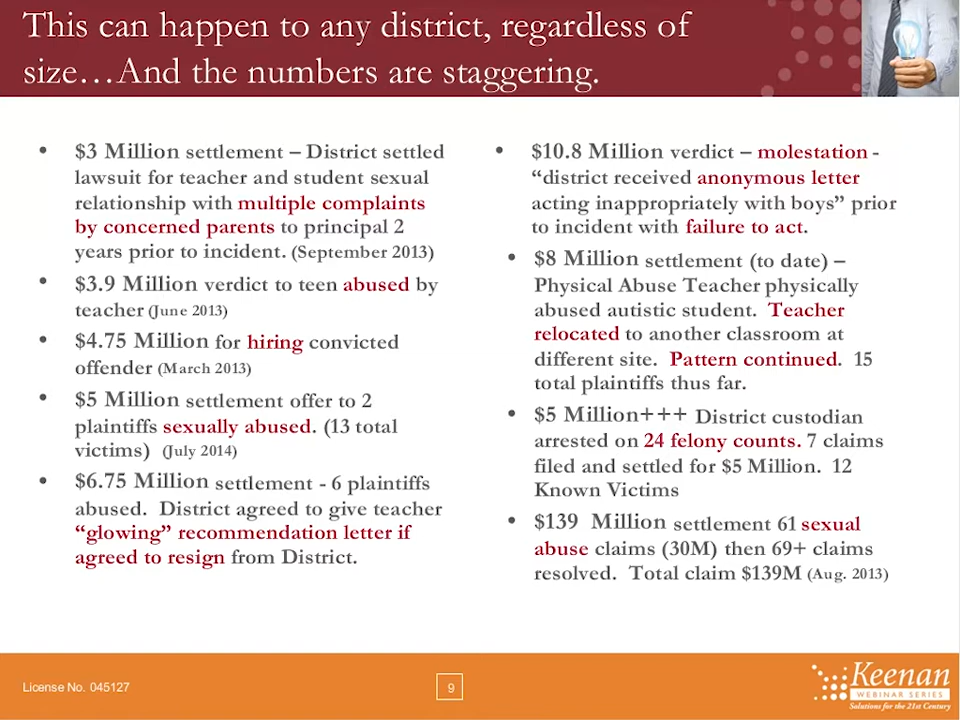 This can happen to any district, regardless of
size…And the numbers are staggering.
• $3 Million settlement – District settled
lawsuit for teacher and student sexual
relationship with multiple complaints
by concerned parents to principal 2
years prior to incident. (September 2013)
• $3.9 Million verdict to teen abused by
teacher (June 2013)
• $4.75 Million for hiring convicted
offender (March 2013)
• $5 Million settlement offer to 2
plaintiffs sexually abused. (13 total
victims) (July 2014)
• $6.75 Million settlement - 6 plaintiffs
abused. District agreed to give teacher
“glowing” recommendation letter if
agreed to resign from District.
• $10.8 Million verdict – molestation -
“district received anonymous letter
acting inappropriately with boys” prior
to incident with failure to act.
• $8 Million settlement (to date) –
Physical Abuse Teacher physically
abused autistic student. Teacher
relocated to another classroom at
different site. Pattern continued. 15
total plaintiffs thus far.
• $5 Million+++ District custodian
arrested on 24 felony counts. 7 claims
filed and settled for $5 Million. 12
Known Victims
• $139 Million settlement 61 sexual
abuse claims (30M) then 69+ claims
resolved. Total claim $139M (Aug. 2013)
License No. 045127
9
Keenan
WEBINAR SERIES
Solutions for the 21st Century